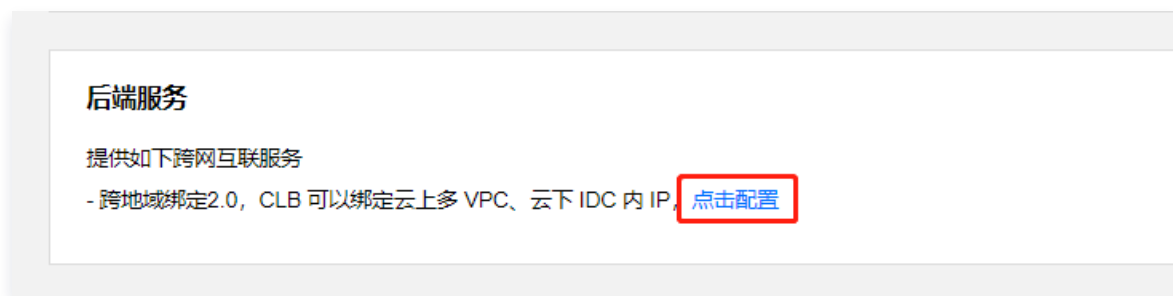 后端服务
提供如下跨网互联服务
- 跨地域绑定2.0，CLB 可以绑定云上多 VPC、云下 IDC 内 IP，点击配置